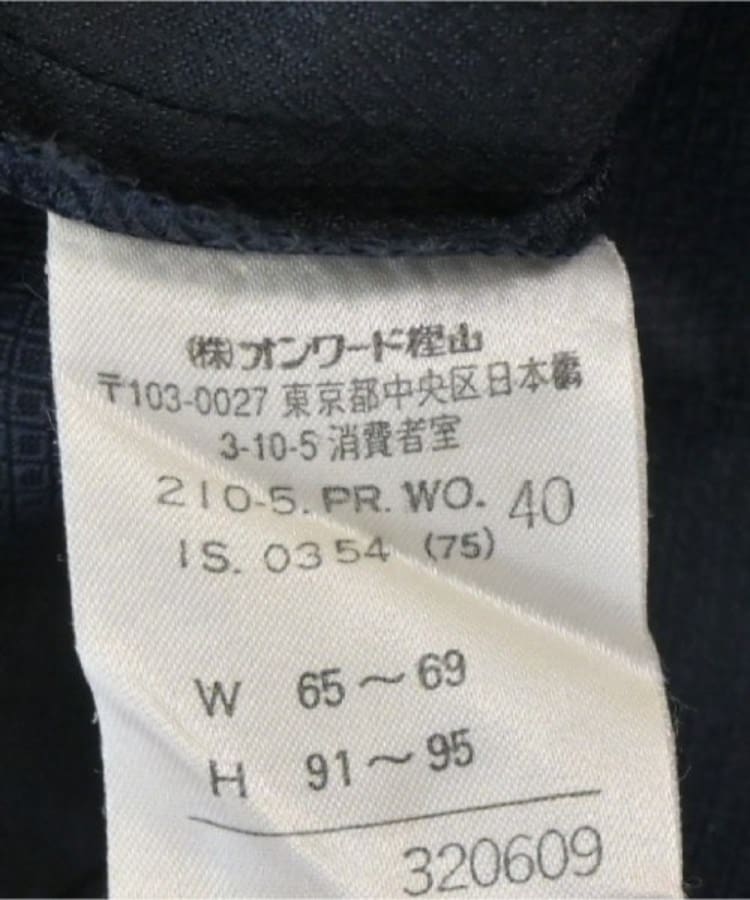 (株)オンワード樫山
〒103-0027 東京都中央区日本橋
3-10-5 消費者室
210-5. PR. WO. 40
IS. 0354 (75)
W 65～69
H 91～95
320609